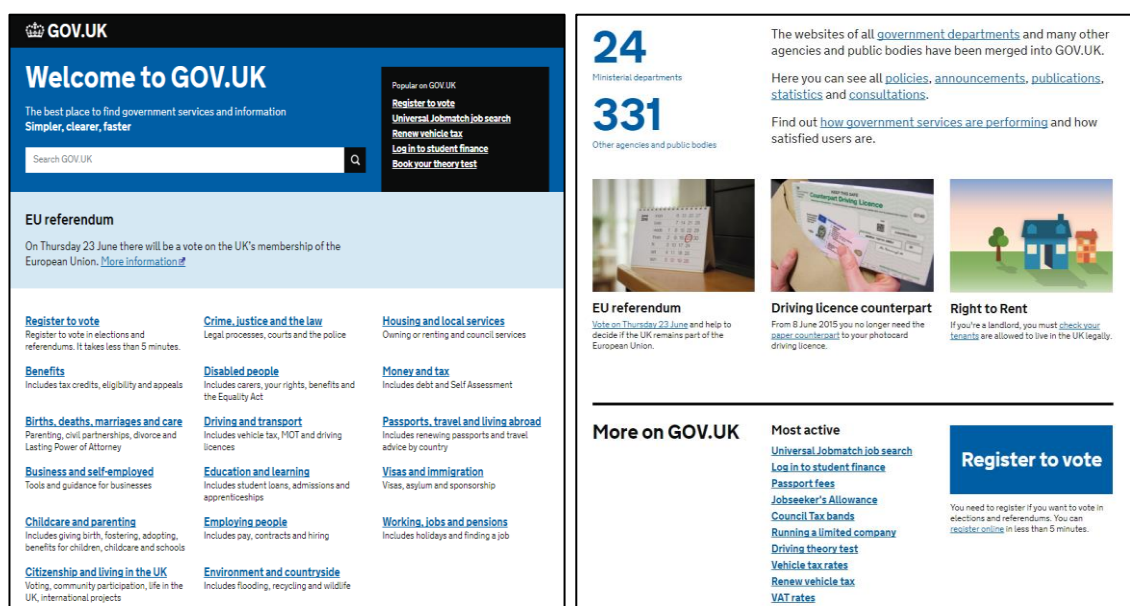 GOV.UK
Welcome to GOV.UK
The best place to find government services and information
Simpler, clearer, faster
Search GOV.UK
Popular on GOV.UK
Register to vote
Universal Jobmatch job search
Renew vehicle tax
Log in to student finance
Book your theory test
EU referendum
On Thursday 23 June there will be a vote on the UK's membership of the
European Union. More information
Register to vote
Register to vote in elections and
referendums. It takes less than 5 minutes.
Benefits
Includes tax credits, eligibility and appeals
Births, deaths, marriages and care
Parenting, civil partnerships, divorce and
Lasting Power of Attorney
Business and self-employed
Tools and guidance for businesses
Childcare and parenting
Includes giving birth, fostering, adopting,
benefits for children, childcare and schools
Citizenship and living in the UK
Voting, community participation, life in the
UK, international projects
Crime, justice and the law
Legal processes, courts and the police
Disabled people
Includes carers, your rights, benefits and
the Equality Act
Driving and transport
Includes vehicle tax, MOT and driving
licences
Education and learning
Includes student loans, admissions and
apprenticeships
Employing people
Includes pay, contracts and hiring
Environment and countryside
Includes flooding, recycling and wildlife
Housing and local services
Owning or renting and council services
Money and tax
Includes debt and Self Assessment
Passports, travel and living abroad
Includes renewing passports and travel
advice by country
Visas and immigration
Visas, asylum and sponsorship
Working, jobs and pensions
Includes holidays and finding a job
24
Ministerial departments
331
Other agencies and public bodies
The websites of all government departments and many other
agencies and public bodies have been merged into GOV.UK.
Here you can see all policies, announcements, publications,
statistics and consultations.
Find out how government services are performing and how
satisfied users are.
Counterpart Driving Licence
EU referendum
Vote on Thursday 23 June and help to
decide if the UK remains part of the
European Union.
Driving licence counterpart
From 8 June 2015 you no longer need the
paper counterpart to your photocard
driving licence.
Right to Rent
If you're a landlord, you must check your
tenants are allowed to live in the UK legally.
More on GOV.UK
Most active
Universal Jobmatch job search
Log in to student finance
Passport fees
Jobseeker's Allowance
Council Tax bands
Running a limited company
Driving theory test
Vehicle tax rates
Renew vehicle tax
VAT rates
Register to vote
You need to register if you want to vote in
elections and referendums. You can
register online in less than 5 minutes.